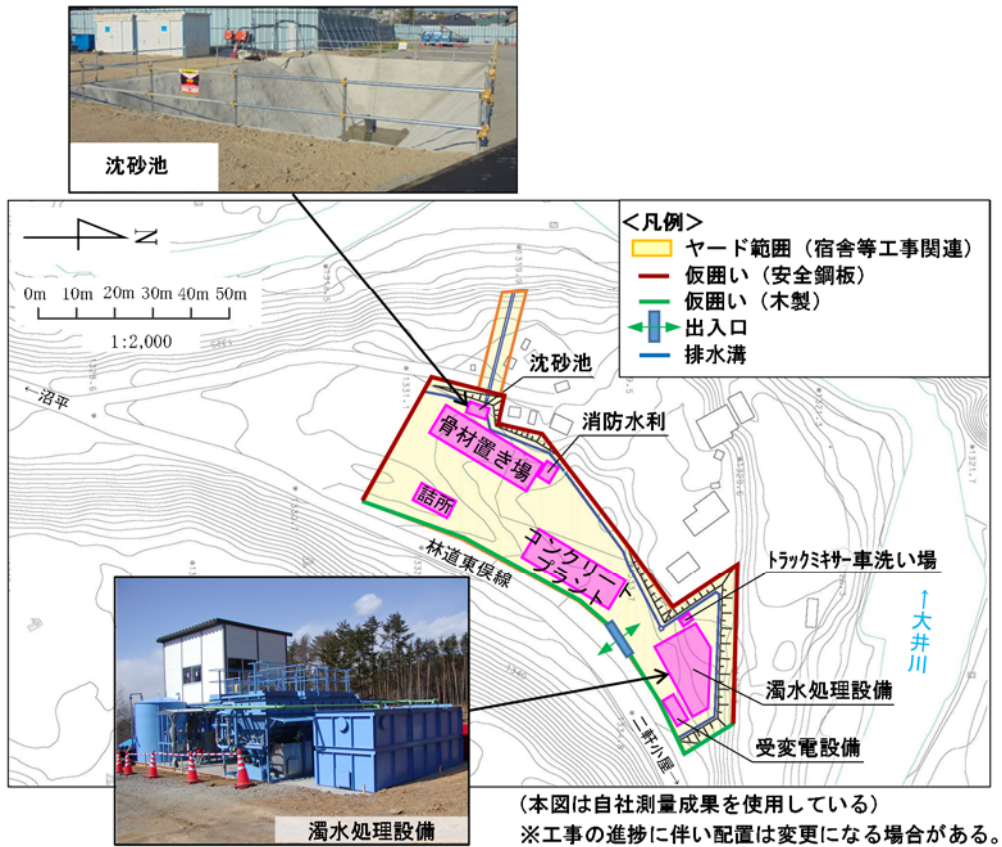 沈砂池
N
0m 10m 20m 30m 40m 50m
1:2,000
<凡例>
ヤード範囲(宿舎等工事関連)
仮囲い(安全鋼板)
仮囲い(木製)
出入口
排水溝
←沼平
沈砂池
消防水利
骨材置き場
詰所
コンクリート
プラント
林道東俣線
トラックミキサー車洗い場
↑大井川
濁水処理設備
受変電設備
二軒小屋→
1321.7
濁水処理設備
(本図は自社測量成果を使用している)
※工事の進捗に伴い配置は変更になる場合がある。